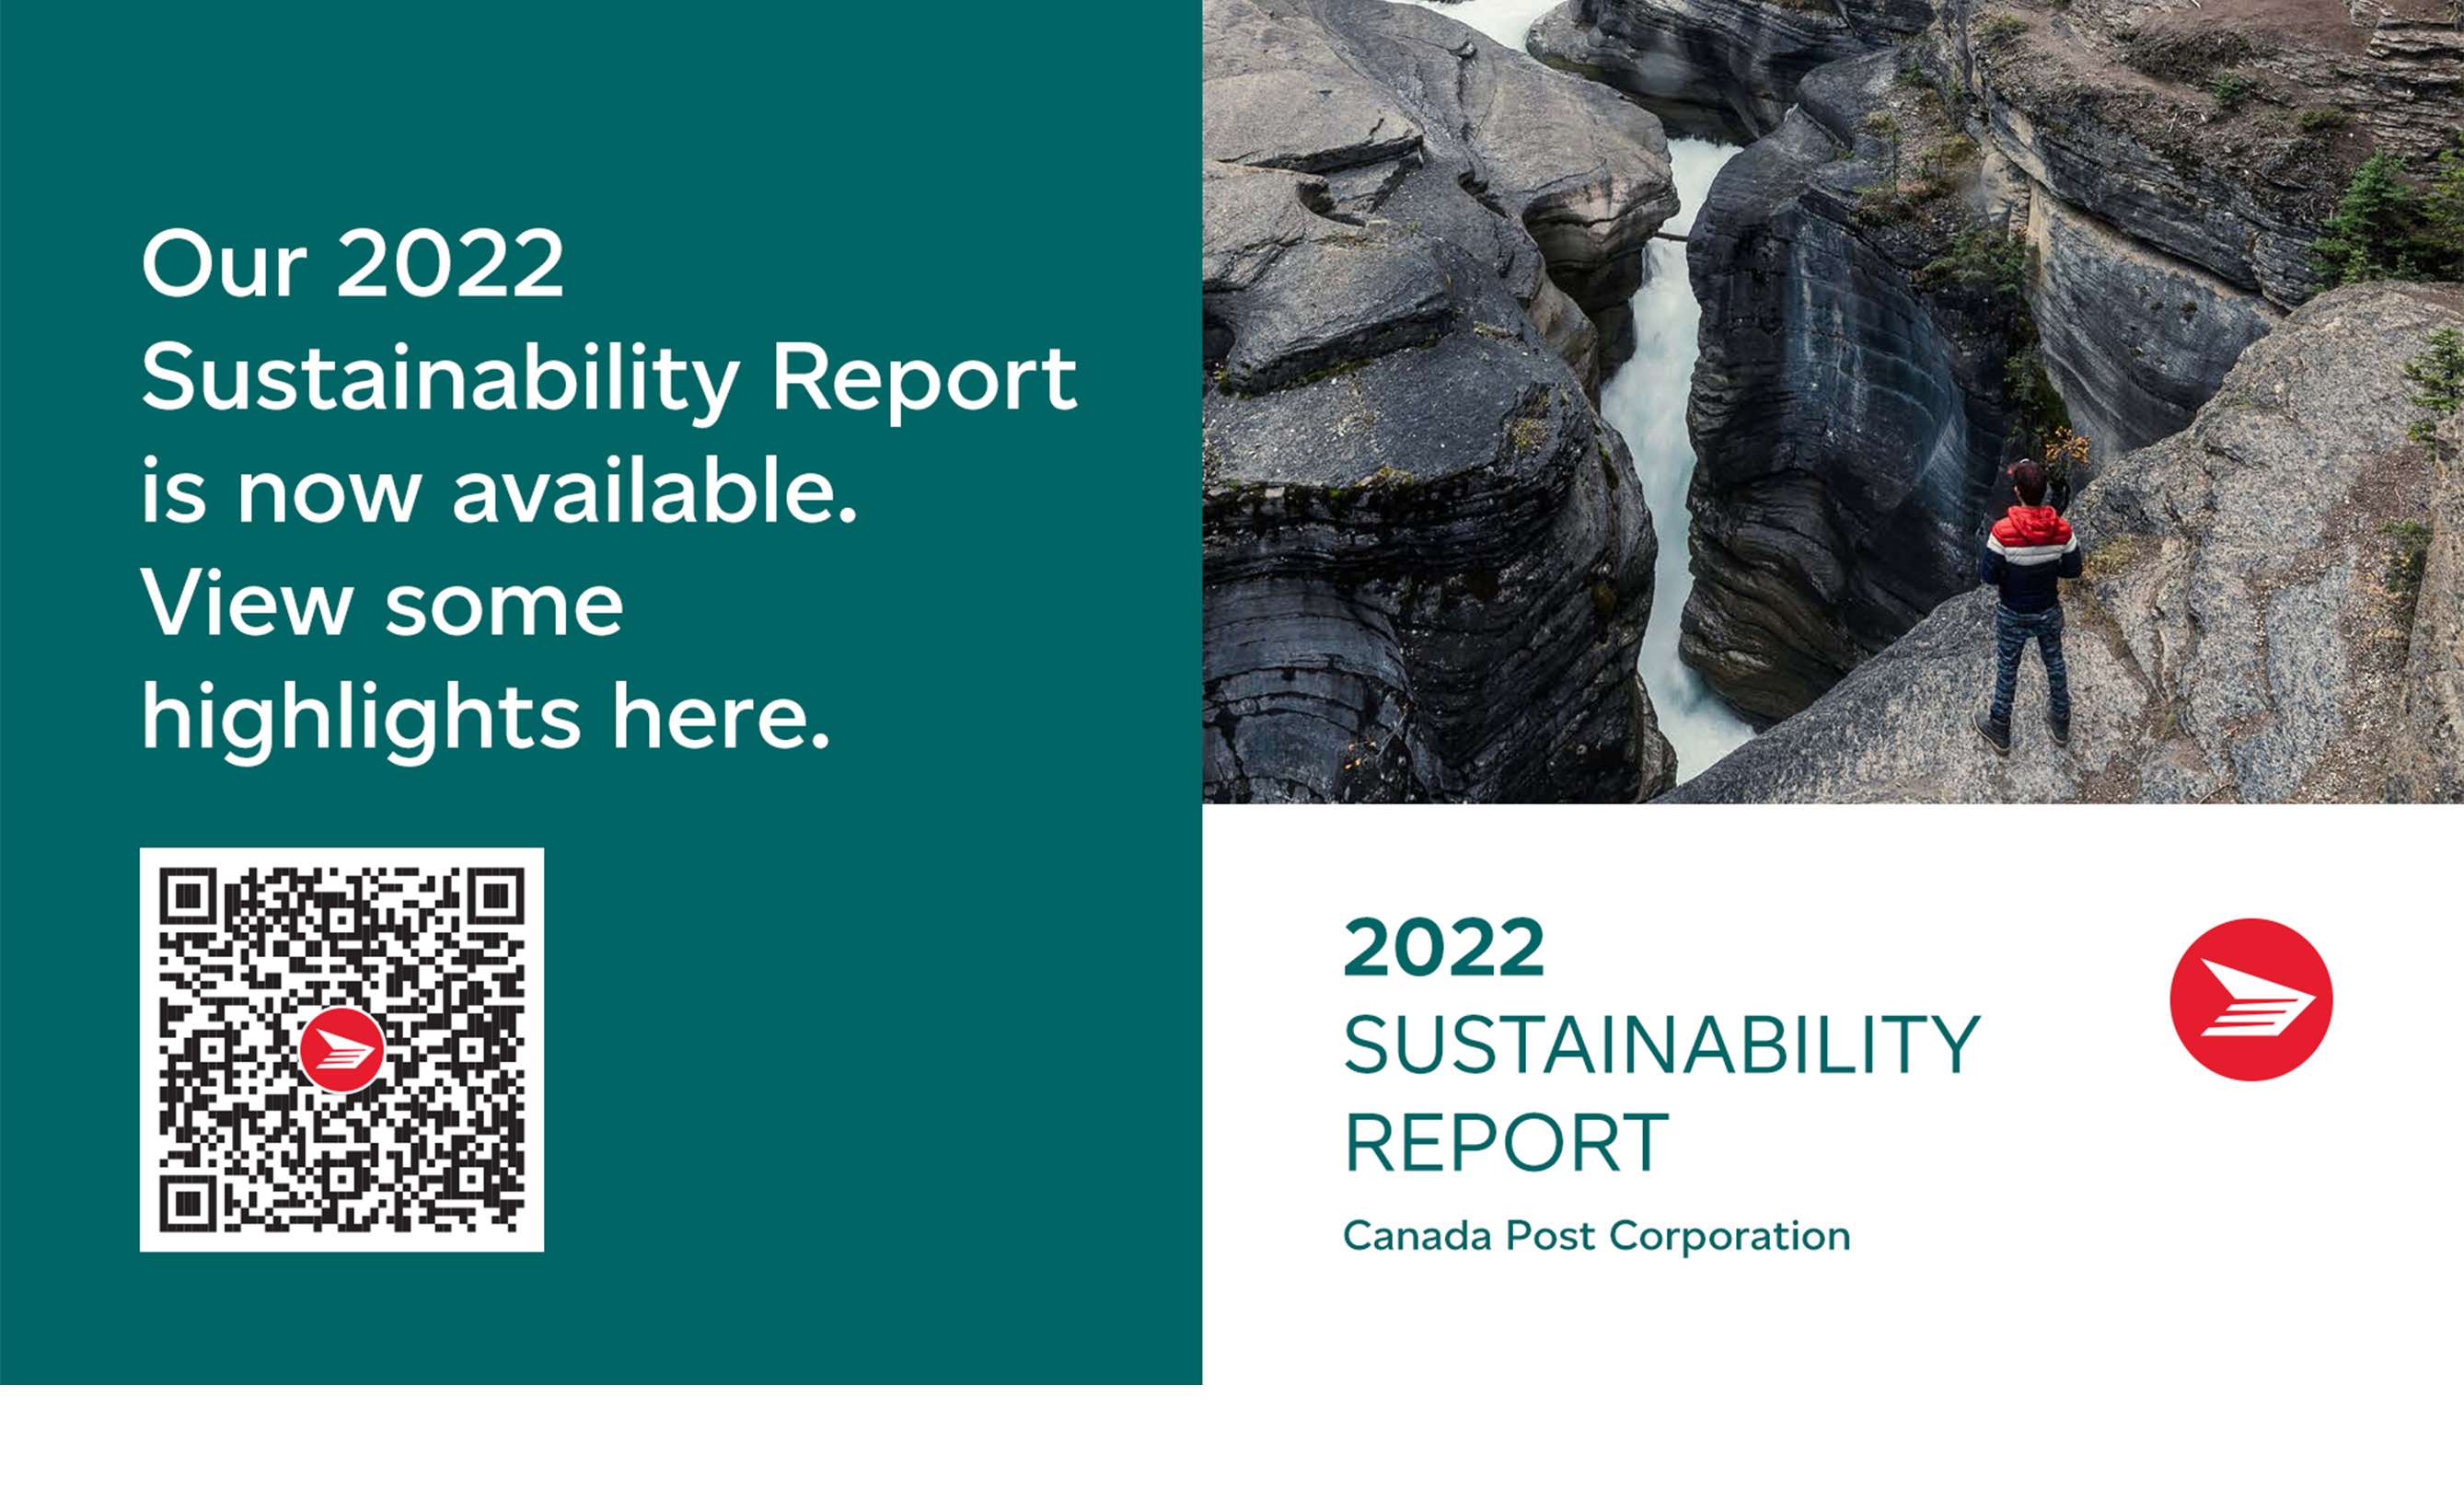 Our 2022
Sustainability Report
is now available.
View some
highlights here.
2022
SUSTAINABILITY
REPORT
Canada Post Corporation